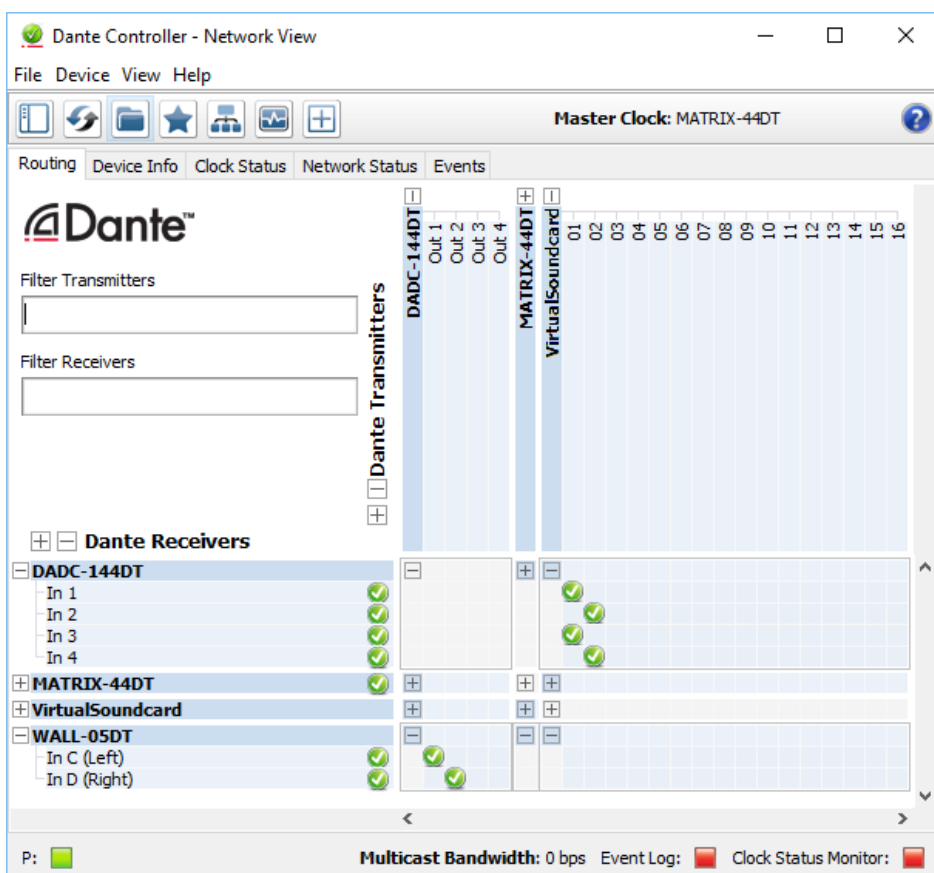 Dante Controller - Network View
File Device View Help
Master Clock: MATRIX-44DT
Routing Device Info Clock Status Network Status Events
Dante™
Filter Transmitters
Filter Receivers
Dante Transmitters
DADC-144DT
Out 1
Out 2
Out 3
Out 4
MATRIX-44DT
VirtualSoundcard
01
02
03
04
05
06
07
08
09
10
11
12
13
14
15
16
Dante Receivers
DADC-144DT
In 1
In 2
In 3
In 4
MATRIX-44DT
VirtualSoundcard
WALL-05DT
In C (Left)
In D (Right)
P: Multicast Bandwidth: 0 bps Event Log: Clock Status Monitor: